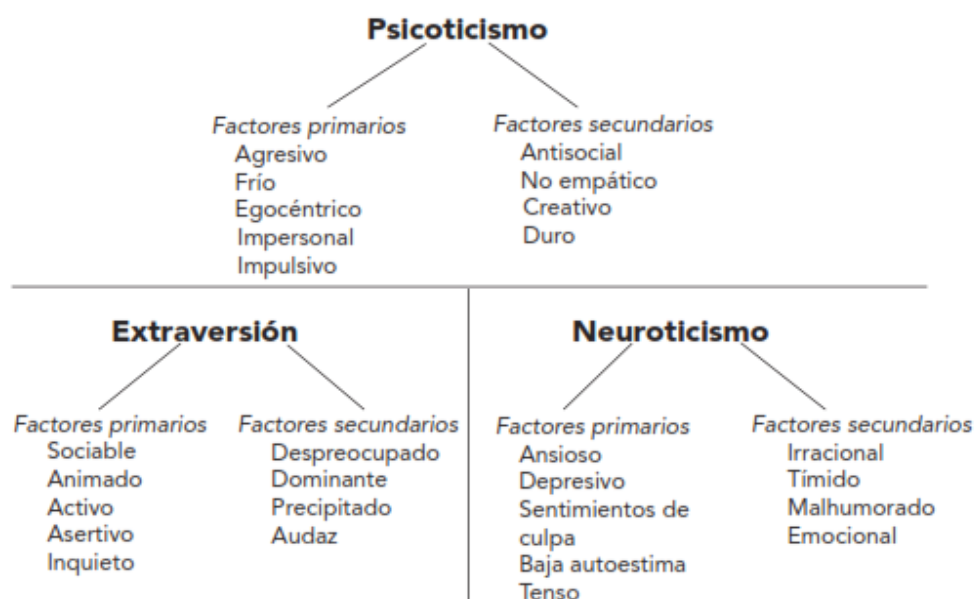 Psicoticismo
Factores primarios
Agresivo
Frío
Egocéntrico
Impersonal
Impulsivo
Factores secundarios
Antisocial
No empático
Creativo
Duro
Extraversión
Factores primarios
Sociable
Animado
Activo
Asertivo
Inquieto
Factores secundarios
Despreocupado
Dominante
Precipitado
Audaz
Neuroticismo
Factores primarios
Ansioso
Depresivo
Sentimientos de
culpa
Baja autoestima
Tenso
Factores secundarios
Irracional
Tímido
Malhumorado
Emocional